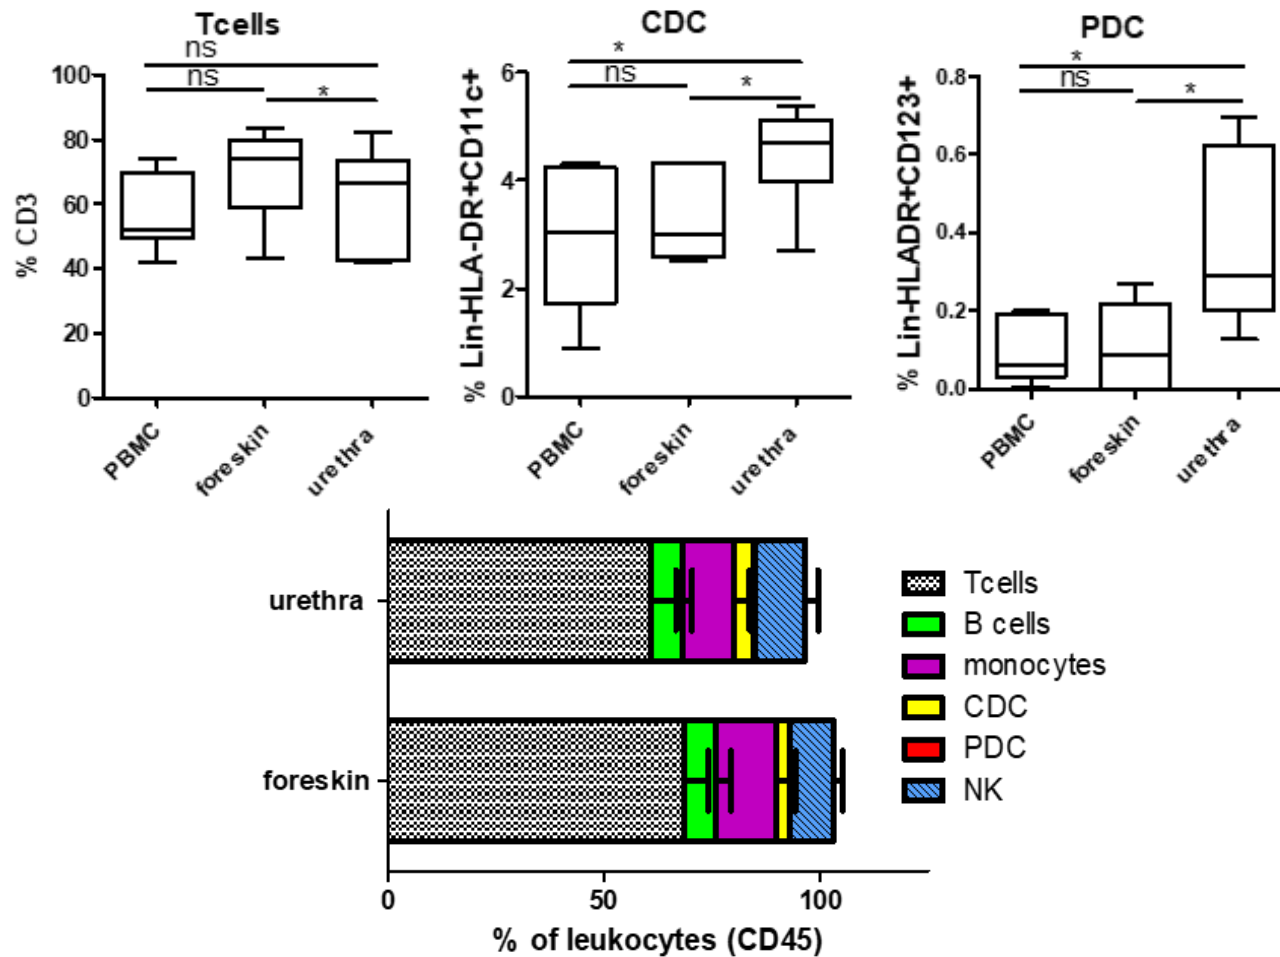 Tcells
ns
ns
*
100
80
60
40
20
0
% CD3
PBMC
foreskin
urethra
CDC
*
ns
*
6
4
2
0
% Lin-HLA-DR+CD11c+
PBMC
foreskin
urethra
PDC
*
ns
*
0.8
0.6
0.4
0.2
0.0
% Lin-HLADR+CD123+
PBMC
foreskin
urethra
urethra
foreskin
0
50
100
% of leukocytes (CD45)
Tcells
B cells
monocytes
CDC
PDC
NK